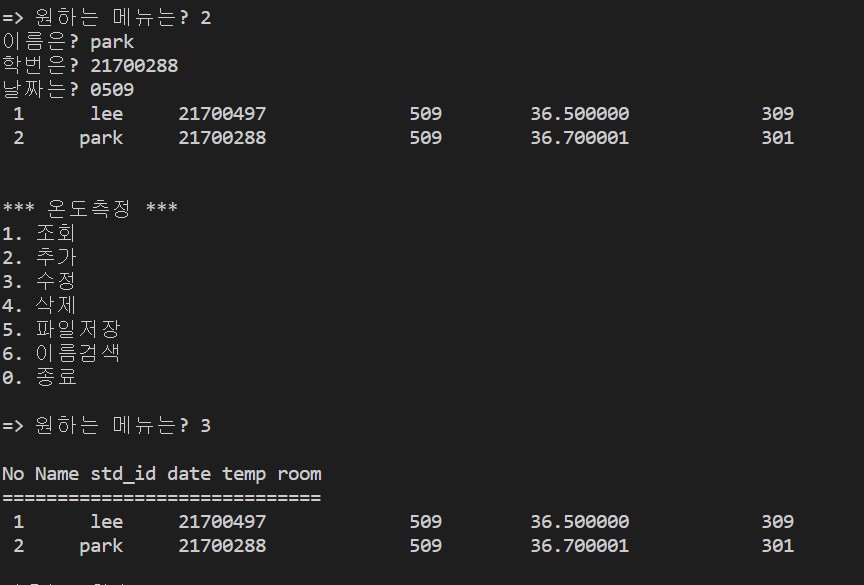 => 원하는 메뉴는? 2
이름은? park
학번은? 21700288
날짜는? 0509
1 lee 21700497 509 36.500000 309
2 park 21700288 509 36.700001 301
*** 온도측정 ***
1. 조회
2. 추가
3. 수정
4. 삭제
5. 파일저장
6. 이름검색
0. 종료
=> 원하는 메뉴는? 3
No Name std_id date temp room
=============================
1 lee 21700497 509 36.500000 309
2 park 21700288 509 36.700001 301